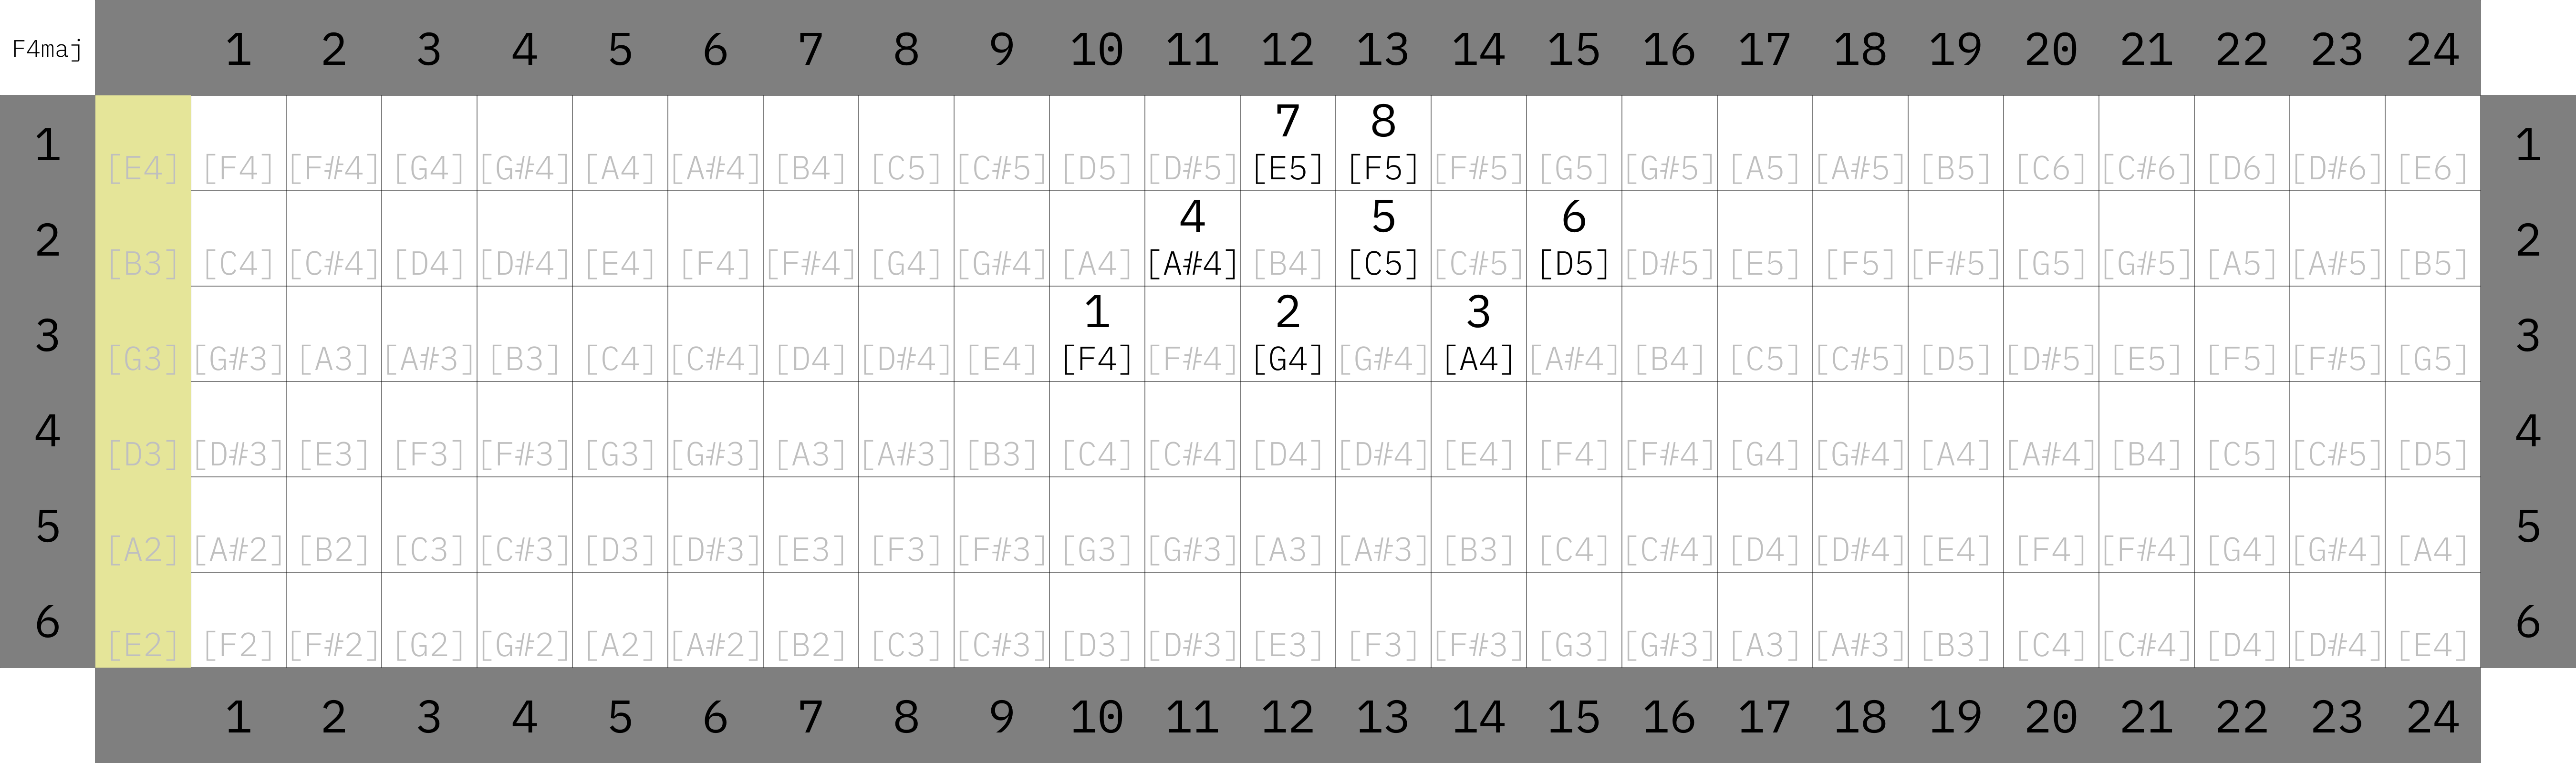 F4maj 1 2 3 4 5 6 7 8 9 10 11 12 13 14 15 16 17 18 19 20 21 22 23 24
7 8
1 [E4] [F4] [F#4] [G4] [G#4] [A4] [A#4] [B4] [C5] [C#5] [D5] [D#5] [E5] [F5] [F#5] [G5] [G#5] [A5] [A#5] [B5] [C6] [C#6] [D6] [D#6] [E6] 1
4 5 6
2 [B3] [C4] [C#4] [D4] [D#4] [E4] [F4] [F#4] [G4] [G#4] [A4] [A#4] [B4] [C5] [C#5] [D5] [D#5] [E5] [F5] [F#5] [G5] [G#5] [A5] [A#5] [B5] 2
1 2 3
3 [G3] [G#3] [A3] [A#3] [B3] [C4] [C#4] [D4] [D#4] [E4] [F4] [F#4] [G4] [G#4] [A4] [A#4] [B4] [C5] [C#5] [D5] [D#5] [E5] [F5] [F#5] [G5] 3
4 [D3] [D#3] [E3] [F3] [F#3] [G3] [G#3] [A3] [A#3] [B3] [C4] [C#4] [D4] [D#4] [E4] [F4] [F#4] [G4] [G#4] [A4] [A#4] [B4] [C5] [C#5] [D5] 4
5 [A2] [A#2] [B2] [C3] [C#3] [D3] [D#3] [E3] [F3] [F#3] [G3] [G#3] [A3] [A#3] [B3] [C4] [C#4] [D4] [D#4] [E4] [F4] [F#4] [G4] [G#4] [A4] 5
6 [E2] [F2] [F#2] [G2] [G#2] [A2] [A#2] [B2] [C3] [C#3] [D3] [D#3] [E3] [F3] [F#3] [G3] [G#3] [A3] [A#3] [B3] [C4] [C#4] [D4] [D#4] [E4] 6
1 2 3 4 5 6 7 8 9 10 11 12 13 14 15 16 17 18 19 20 21 22 23 24